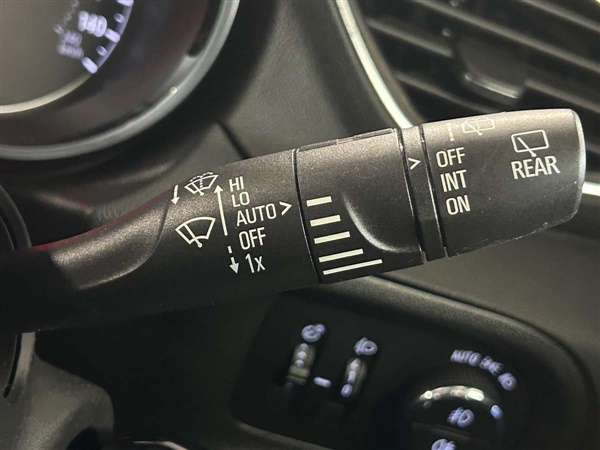 HI
LO
AUTO >
OFF
1x
>
OFF
INT
ON
REAR
AUTO